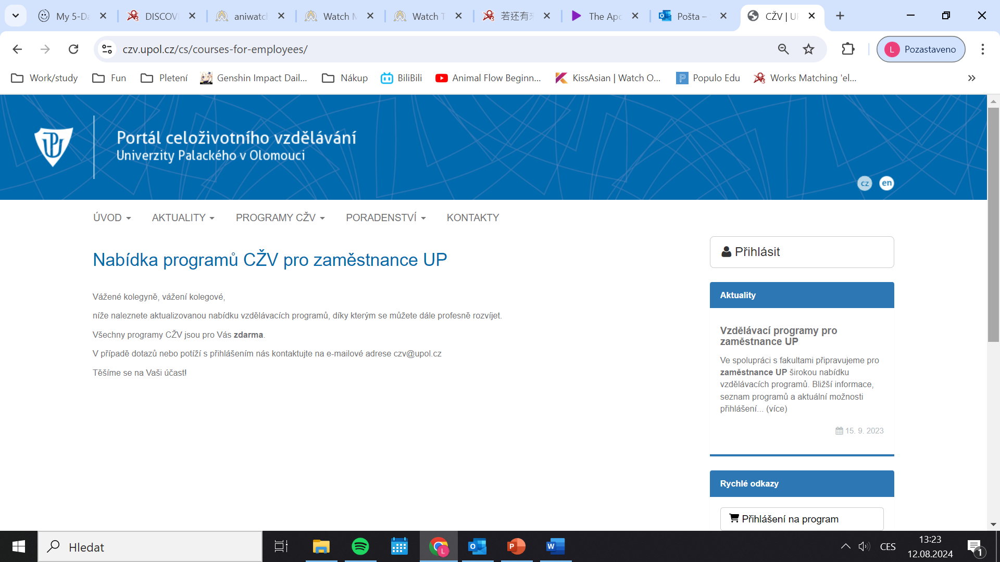 My 5-Da
DISCOV
aniwatc
Watch M
Watch T
若还有来
The Apo
Pošta –
CŽV | U
czv.upol.cz/cs/courses-for-employees/
L
Pozastaveno
Work/study
Fun
Pletení
Genshin Impact Dail...
Nákup
BiliBili
Animal Flow Beginn...
KissAsian | Watch O...
Populo Edu
Works Matching 'el...
Portál celoživotního vzdělávání
Univerzity Palackého v Olomouci
cz en
ÚVOD AKTUALITY PROGRAMY CŽV PORADENSTVÍ KONTAKTY
Nabídka programů CŽV pro zaměstnance UP
Vážené kolegyně, vážení kolegové,
níže naleznete aktualizovanou nabídku vzdělávacích programů, díky kterým se můžete dále profesně rozvíjet.
Všechny programy CŽV jsou pro Vás zdarma.
V případě dotazů nebo potíží s přihlášením nás kontaktujte na e-mailové adrese czv@upol.cz
Těšíme se na Vaši účast!
Přihlásit
Aktuality
Vzdělávací programy pro
zaměstnance UP
Ve spolupráci s fakultami připravujeme pro
zaměstnance UP širokou nabídku
vzdělávacích programů. Bližší informace,
seznam programů a aktuální možnosti
přihlášení... (více)
15. 9. 2023
Rychlé odkazy
Přihlášení na program
Hledat
CES
13:23
12.08.2024
1